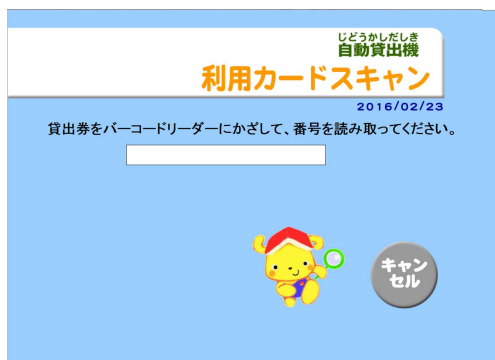 じどうかしだしき
自動貸出機
利用カードスキャン
2016/02/23
貸出券をバーコードリーダーにかざして、番号を読み取ってください。
キャン
セル